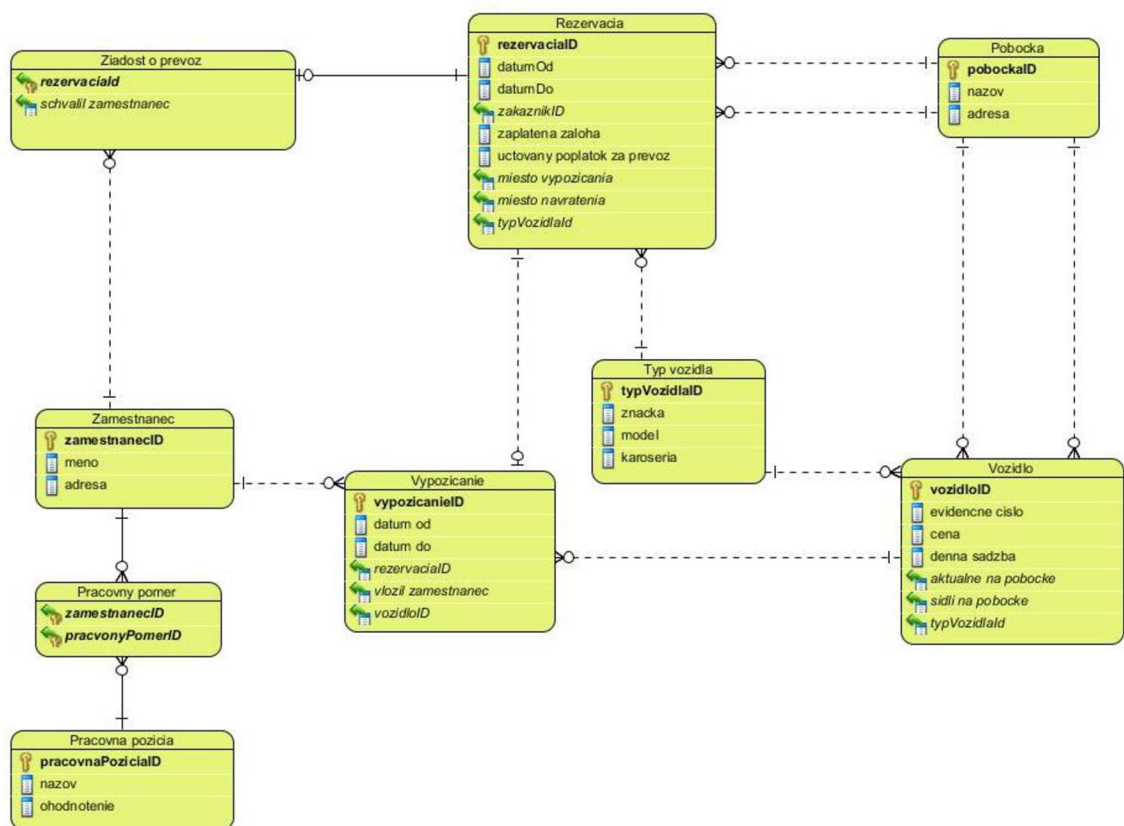 Rezervacia
rezervaciaID
datumOd
datumDo
zakaznikID
zaplatena zaloha
uctovany poplatok za prevoz
miesto vypozicania
miesto navratenia
typVozidlaId
Ziadost o prevoz
rezervaciaId
schvalil zamestnanec
Pobocka
pobockaID
nazov
adresa
Typ vozidla
typVozidlaID
znacka
model
karoseria
Zamestnanec
zamestnanecID
meno
adresa
Vypozicanie
vypozicanieID
datum od
datum do
rezervaciaID
vlozil zamestnanec
vozidloID
Vozidlo
vozidloID
evidencne cislo
cena
denna sadzba
aktualne na pobocke
sidli na pobocke
typVozidlaId
Pracovny pomer
zamestnanecID
pracvonyPomerID
Pracovna pozicia
pracovnaPoziciaID
nazov
ohodnotenie